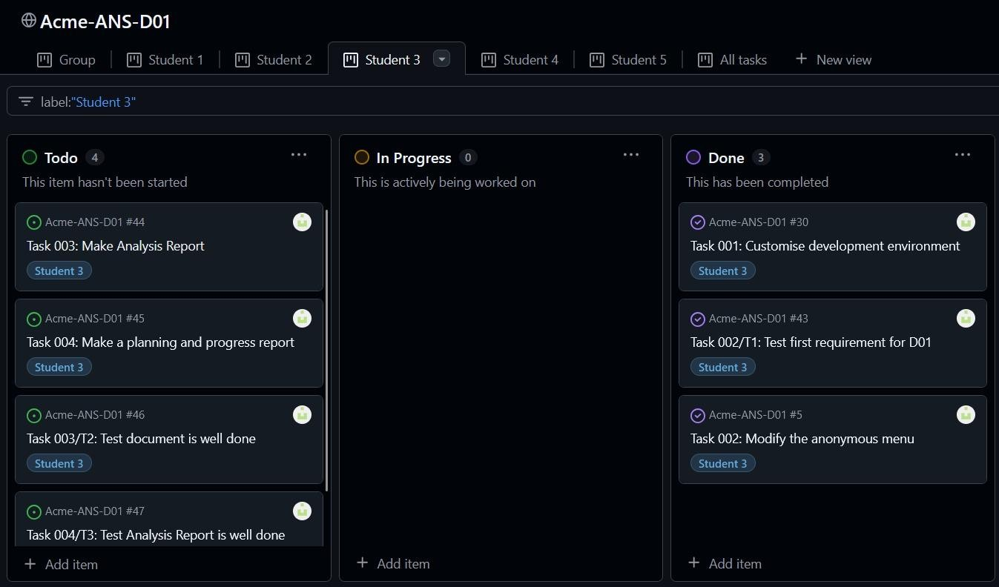 Acme-ANS-D01
Group
Student 1
Student 2
Student 3
Student 4
Student 5
All tasks
New view
label:"Student 3"
Todo 4
This item hasn't been started
Acme-ANS-D01 #44
Task 003: Make Analysis Report
Student 3
Acme-ANS-D01 #45
Task 004: Make a planning and progress report
Student 3
Acme-ANS-D01 #46
Task 003/T2: Test document is well done
Student 3
Acme-ANS-D01 #47
Task 004/T3: Test Analysis Report is well done
Add item
In Progress 0
This is actively being worked on
Add item
Done 3
This has been completed
Acme-ANS-D01 #30
Task 001: Customise development environment
Student 3
Acme-ANS-D01 #43
Task 002/T1: Test first requirement for D01
Student 3
Acme-ANS-D01 #5
Task 002: Modify the anonymous menu
Student 3
Add item